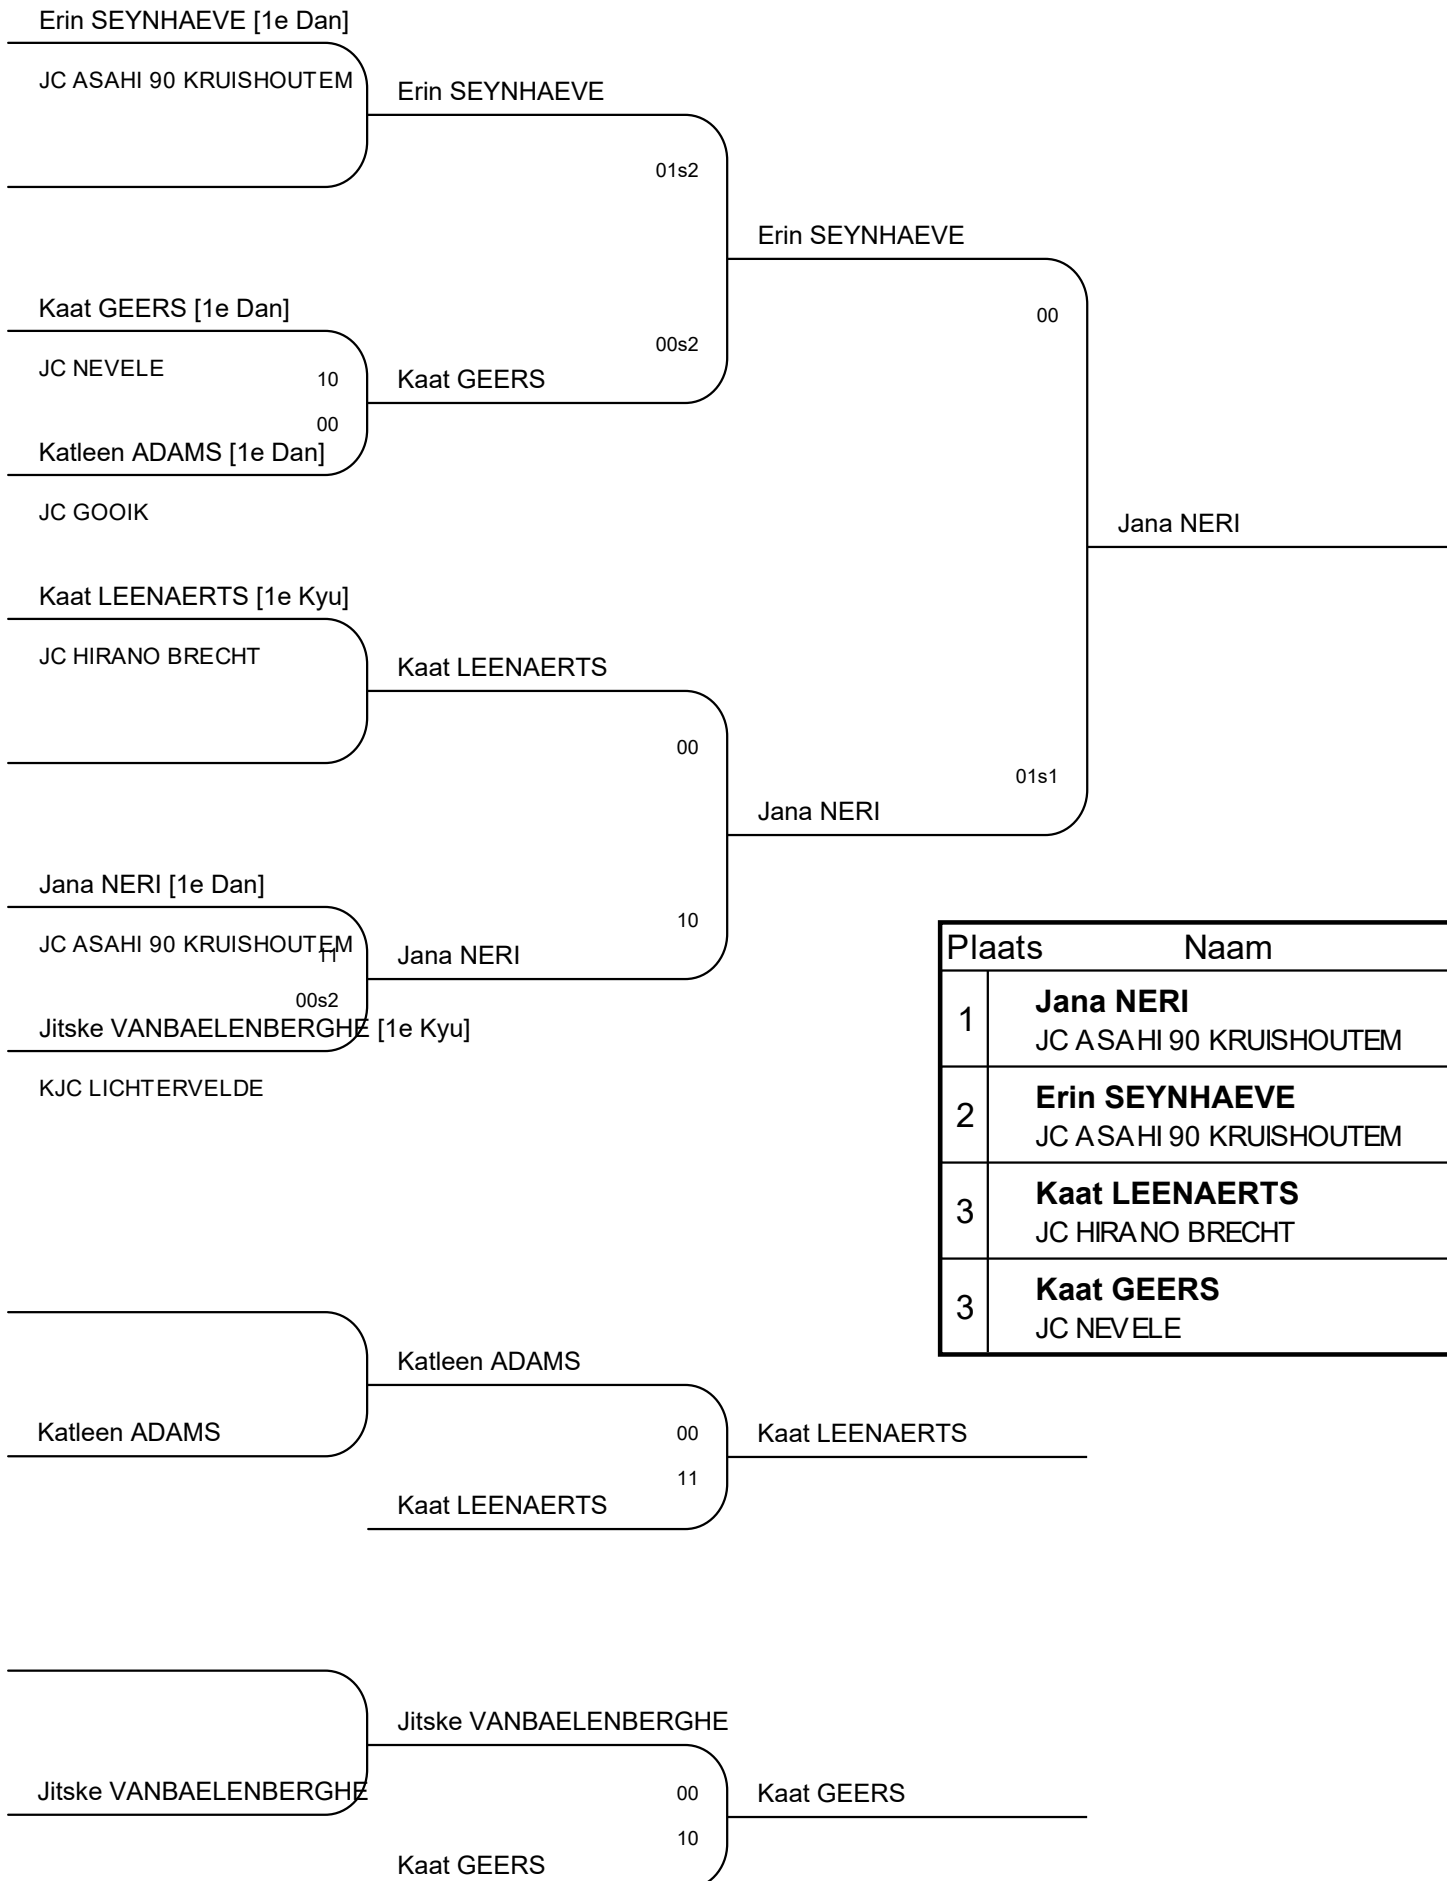 Erin SEYNHAEVE [1e Dan]
JC ASAHI 90 KRUISHOUTEM
Erin SEYNHAEVE
01s2
Erin SEYNHAEVE
Kaat GEERS [1e Dan]
00
00s2
JC NEVELE
10
Kaat GEERS
00
Katleen ADAMS [1e Dan]
JC GOOIK
Jana NERI
Kaat LEENAERTS [1e Kyu]
JC HIRANO BRECHT
Kaat LEENAERTS
00
01s1
Jana NERI
Jana NERI [1e Dan]
10
JC ASAHI 90 KRUISHOUTEM
11
Jana NERI
00s2
Jitske VANBAELENBERGHE [1e Kyu]
KJC LICHTERVELDE
Plaats Naam
1 Jana NERI
JC ASAHI 90 KRUISHOUTEM
2 Erin SEYNHAEVE
JC ASAHI 90 KRUISHOUTEM
3 Kaat LEENAERTS
JC HIRANO BRECHT
3 Kaat GEERS
JC NEVELE
Katleen ADAMS
Katleen ADAMS
00
Kaat LEENAERTS
11
Kaat LEENAERTS
Jitske VANBAELENBERGHE
Jitske VANBAELENBERGHE
00
Kaat GEERS
10
Kaat GEERS